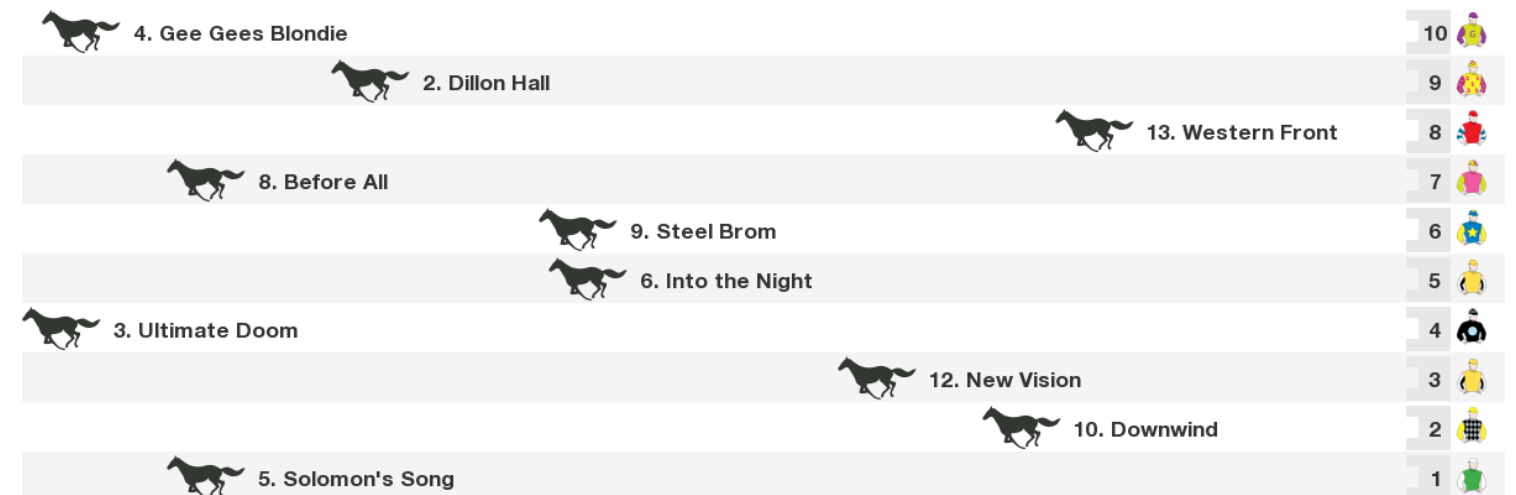 4. Gee Gees Blondie 10 G
2. Dillon Hall 9
13. Western Front 8
8. Before All 7
9. Steel Brom 6
6. Into the Night 5
3. Ultimate Doom 4
12. New Vision 3
10. Downwind 2
5. Solomon's Song 1